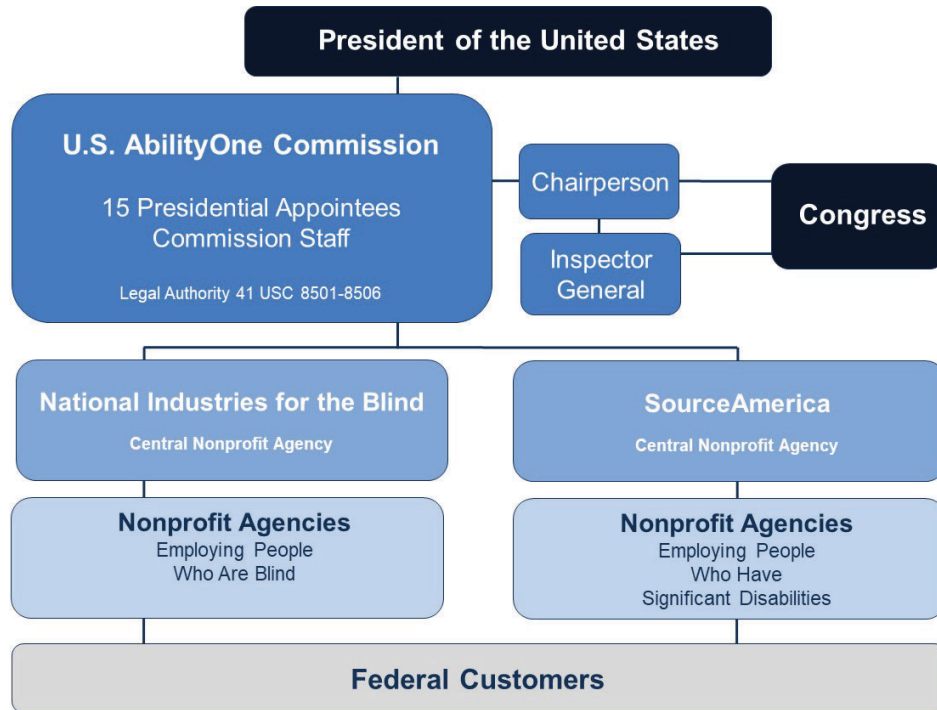 President of the United States
U.S. AbilityOne Commission
15 Presidential Appointees
Commission Staff
Legal Authority 41 USC 8501-8506
Chairperson
Inspector
General
Congress
National Industries for the Blind
Central Nonprofit Agency
SourceAmerica
Central Nonprofit Agency
Nonprofit Agencies
Employing People
Who Are Blind
Nonprofit Agencies
Employing People
Who Have
Significant Disabilities
Federal Customers